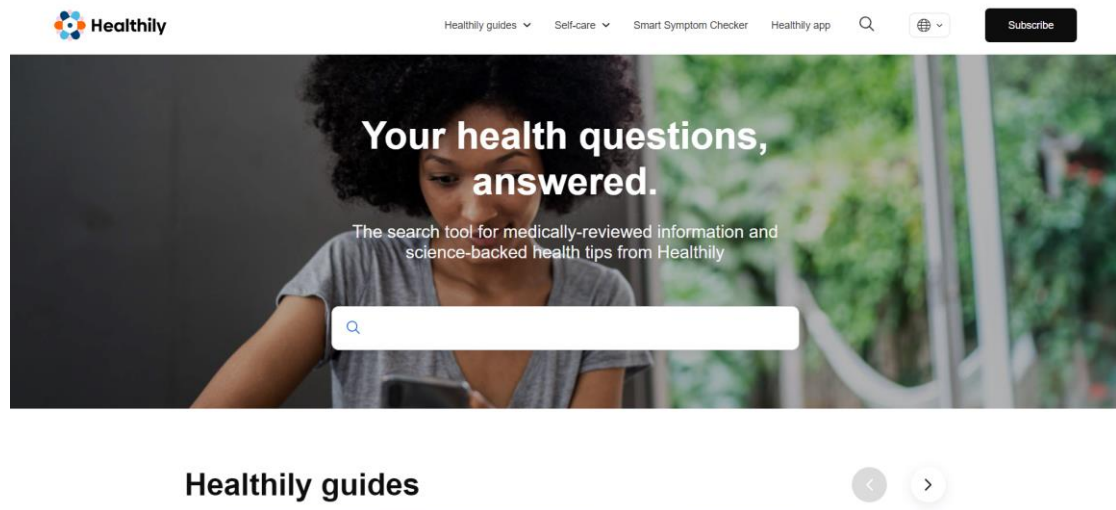 Healthily
Healthily guides
Self-care
Smart Symptom Checker
Healthily app
Subscribe
Your health questions,
answered.
The search tool for medically-reviewed information and
science-backed health tips from Healthily
Healthily guides